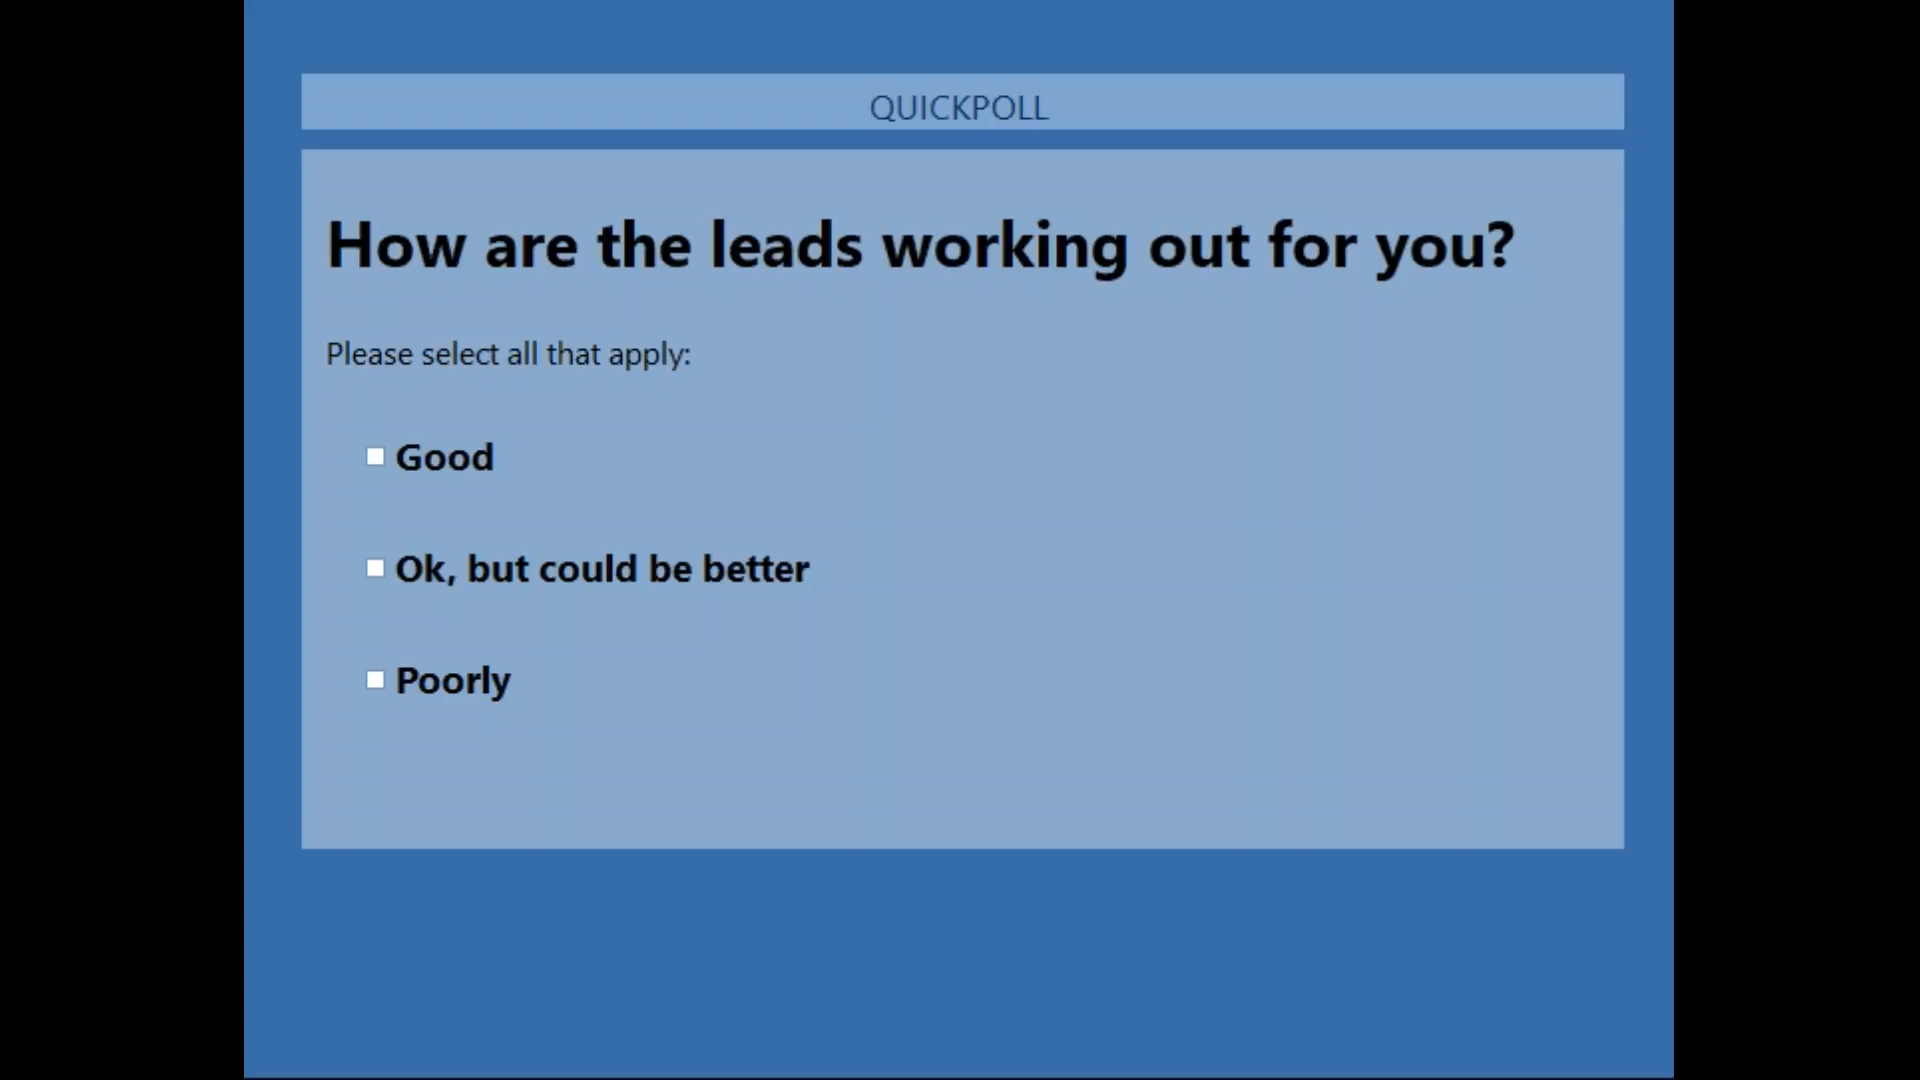 QUICKPOLL
How are the leads working out for you?
Please select all that apply:
Good
Ok, but could be better
Poorly